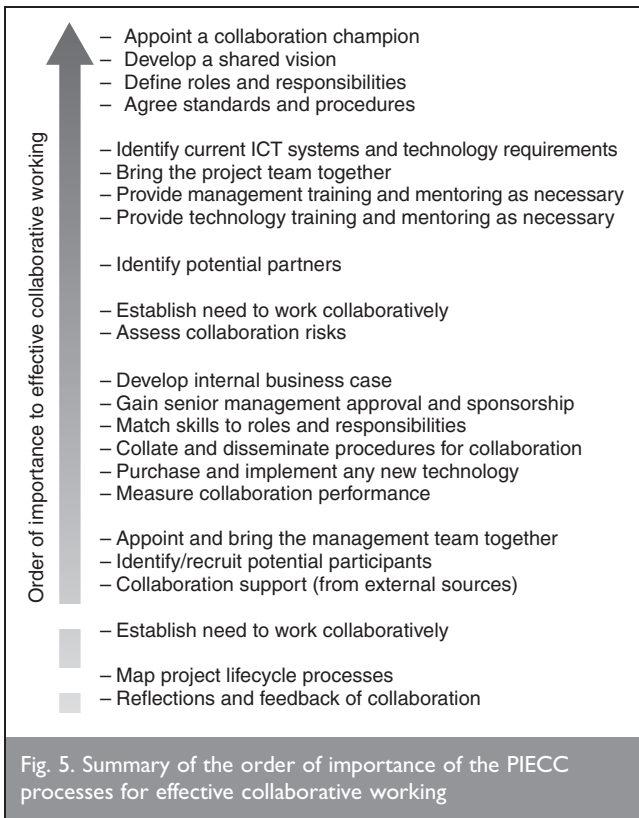 – Appoint a collaboration champion
– Develop a shared vision
– Define roles and responsibilities
– Agree standards and procedures
– Identify current ICT systems and technology requirements
– Bring the project team together
– Provide management training and mentoring as necessary
– Provide technology training and mentoring as necessary
– Identify potential partners
– Establish need to work collaboratively
– Assess collaboration risks
– Develop internal business case
– Gain senior management approval and sponsorship
– Match skills to roles and responsibilities
– Collate and disseminate procedures for collaboration
– Purchase and implement any new technology
– Measure collaboration performance
– Appoint and bring the management team together
– Identify/recruit potential participants
– Collaboration support (from external sources)
– Establish need to work collaboratively
– Map project lifecycle processes
– Reflections and feedback of collaboration
Order of importance to effective collaborative working
Fig. 5. Summary of the order of importance of the PIECC
processes for effective collaborative working